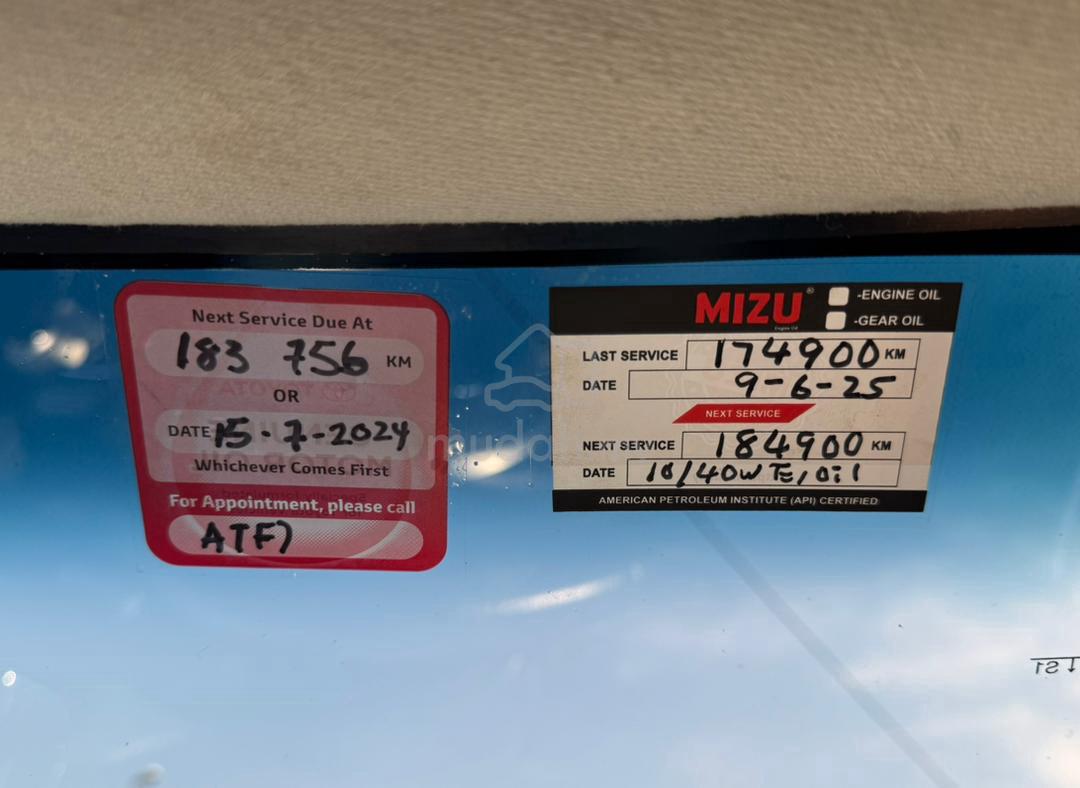 Next Service Due At
183 756 KM
OR
DATE 15-7-2024
Whichever Comes First
For Appointment, please call
ATF)
MIZU®
-ENGINE OIL
-GEAR OIL
LAST SERVICE 174900 KM
DATE 9-6-25
NEXT SERVICE
NEXT SERVICE 184900 KM
DATE 10/40W TE, Oil
AMERICAN PETROLEUM INSTITUTE (API) CERTIFIED